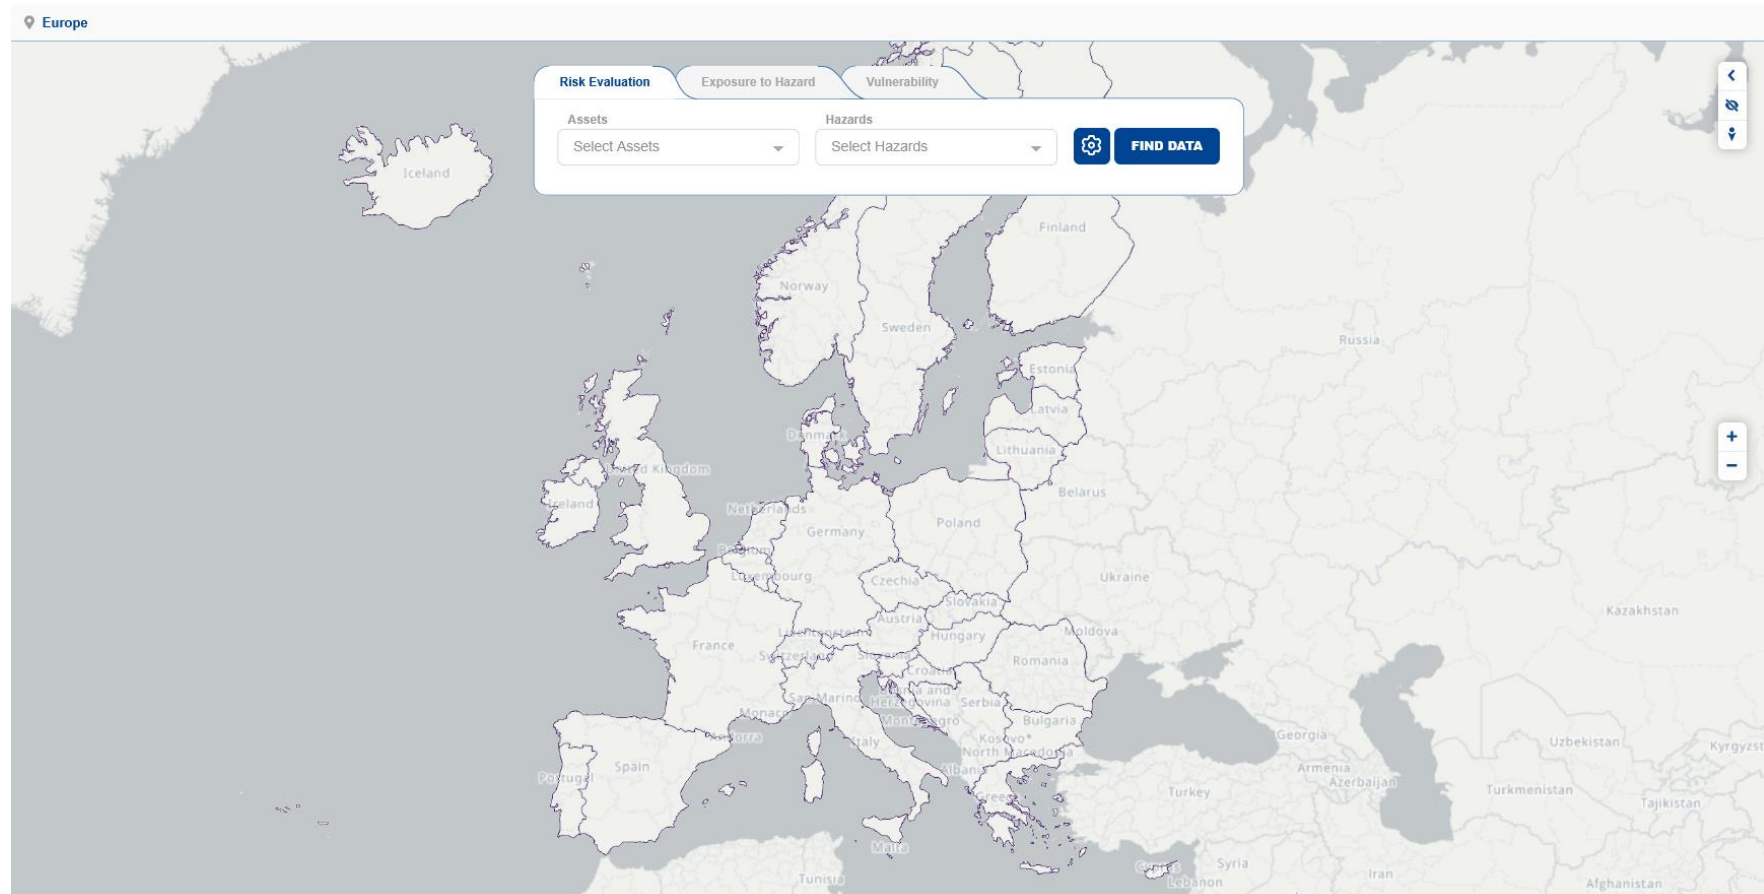 Europe
Risk Evaluation
Exposure to Hazard
Vulnerability
Assets
Hazards
Select Assets
Select Hazards
FIND DATA
Iceland
Finland
Norway
Sweden
Russia
Estonia
Latvia
Denmark
Lithuania
United Kingdom
Belarus
Ireland
Netherlands
Poland
Germany
Belgium
Luxembourg
Czechia
Ukraine
Slovakia
Kazakhstan
Austria
Liechtenstein
Hungary
Moldova
France
Switzerland
Slovenia
Romania
Croatia
San Marino
Bosnia and
Herzegovina
Serbia
Monaco
Montenegro
Bulgaria
Andorra
Italy
Kosovo*
Georgia
Uzbekistan
Kyrgyzst
North Macedonia
Spain
Albania
Armenia
Portugal
Azerbaijan
Turkey
Turkmenistan
Greece
Tajikistan
Malta
Tunisia
Cyprus
Syria
Lebanon
Iran
Afghanistan